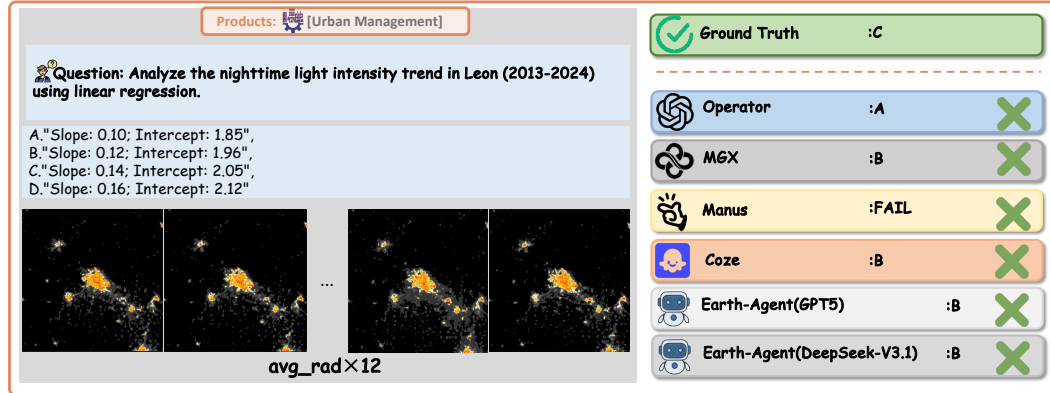 Products: [Urban Management]
Question: Analyze the nighttime light intensity trend in Leon (2013-2024)
using linear regression.
A."Slope: 0.10; Intercept: 1.85",
B."Slope: 0.12; Intercept: 1.96",
C."Slope: 0.14; Intercept: 2.05",
D."Slope: 0.16; Intercept: 2.12"
...
avg_rad×12
Ground Truth :C
Operator :A
MGX :B
Manus :FAIL
Coze :B
Earth-Agent(GPT5) :B
Earth-Agent(DeepSeek-V3.1) :B